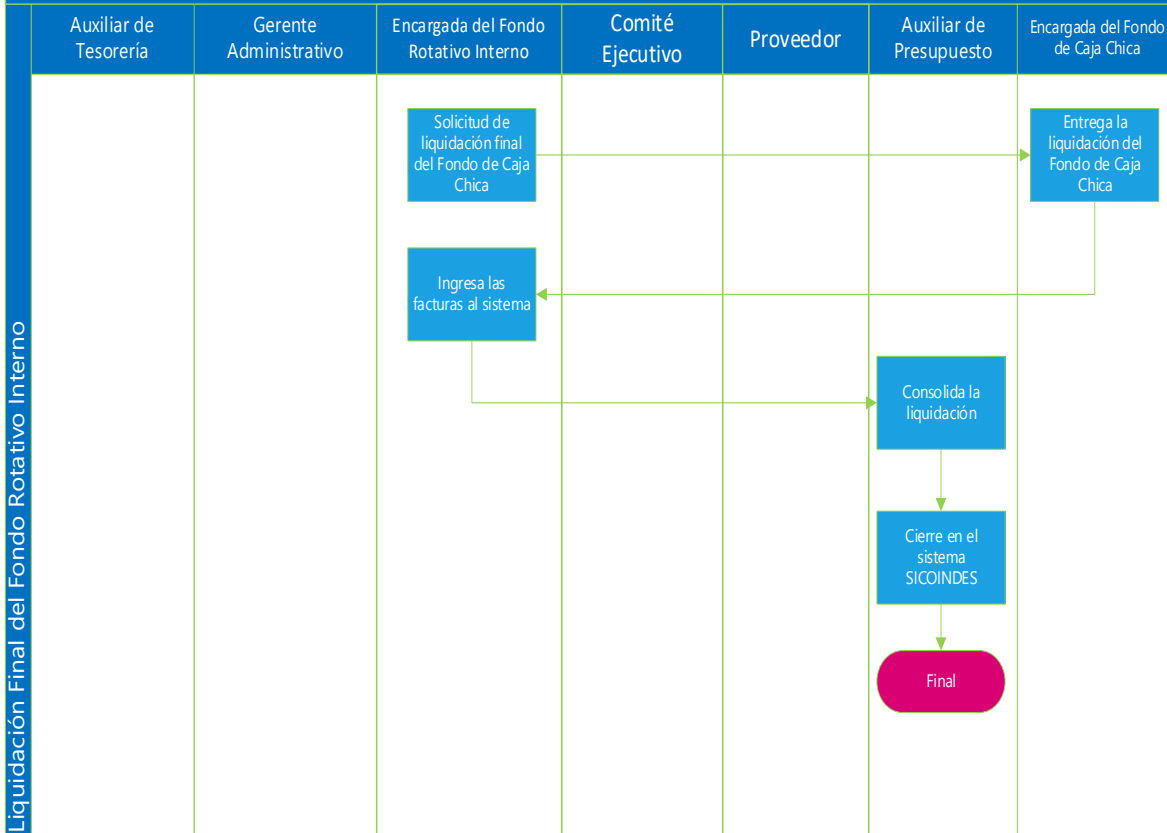 Auxiliar de
Tesorería
Gerente
Administrativo
Encargada del Fondo
Rotativo Interno
Comité
Ejecutivo
Proveedor
Auxiliar de
Presupuesto
Encargada del Fondo
de Caja Chica
Liquidación Final del Fondo Rotativo Interno
Solicitud de
liquidación final
del Fondo de Caja
Chica
Entrega la
liquidación del
Fondo de Caja
Chica
Ingresa las
facturas al sistema
Consolida la
liquidación
Cierre en el
sistema
SICOINDES
Final